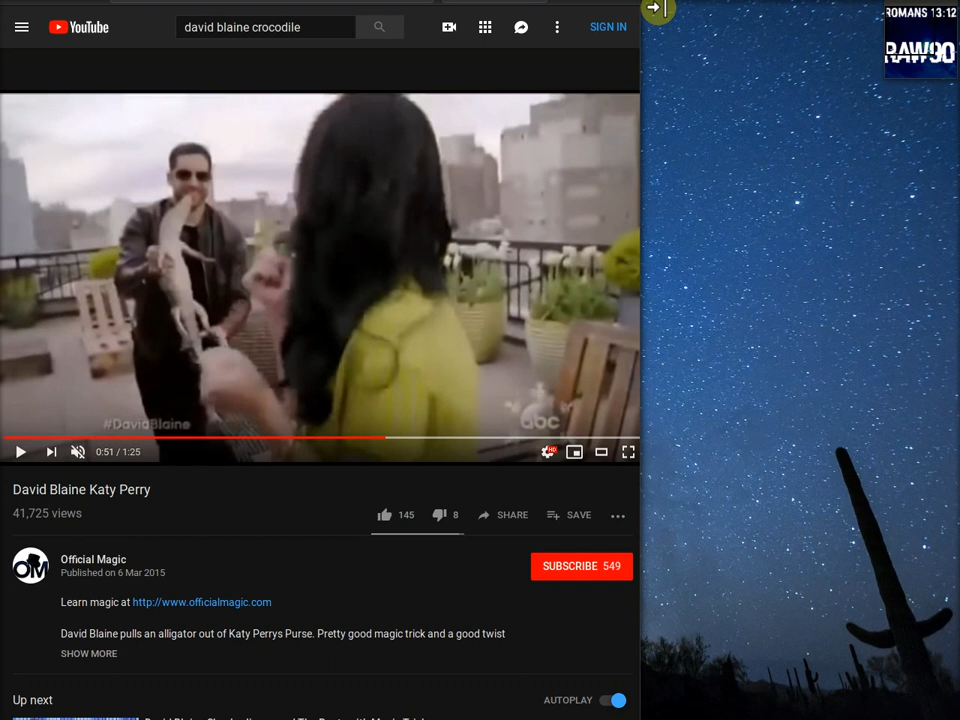 YouTube
david blaine crocodile
SIGN IN
ROMANS 13:12
RAW90
#DavidBlaine
abc
0:51 / 1:25
HD
David Blaine Katy Perry
41,725 views
145
8
SHARE
SAVE
OM
Official Magic
Published on 6 Mar 2015
SUBSCRIBE 549
Learn magic at http://www.officialmagic.com
David Blaine pulls an alligator out of Katy Perrys Purse. Pretty good magic trick and a good twist
SHOW MORE
Up next
AUTOPLAY